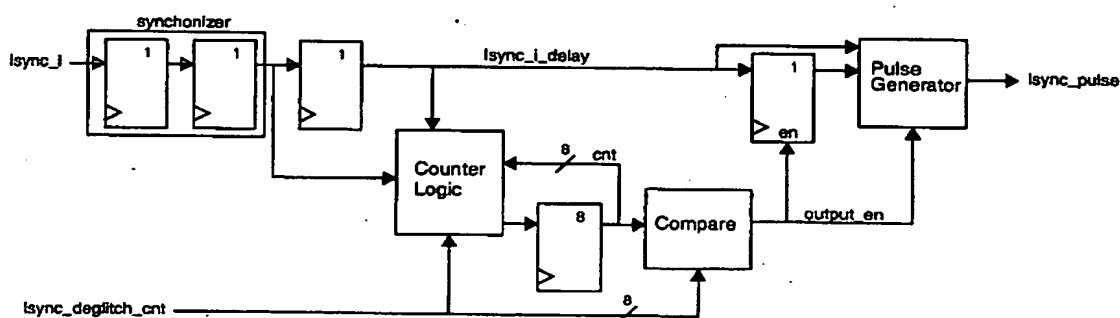 synchonizer
lsync_i
1
1
1
lsync_i_delay
1
en
Pulse
Generator
lsync_pulse
Counter
Logic
8
cnt
8
Compare
output_en
lsync_deglitch_cnt
8